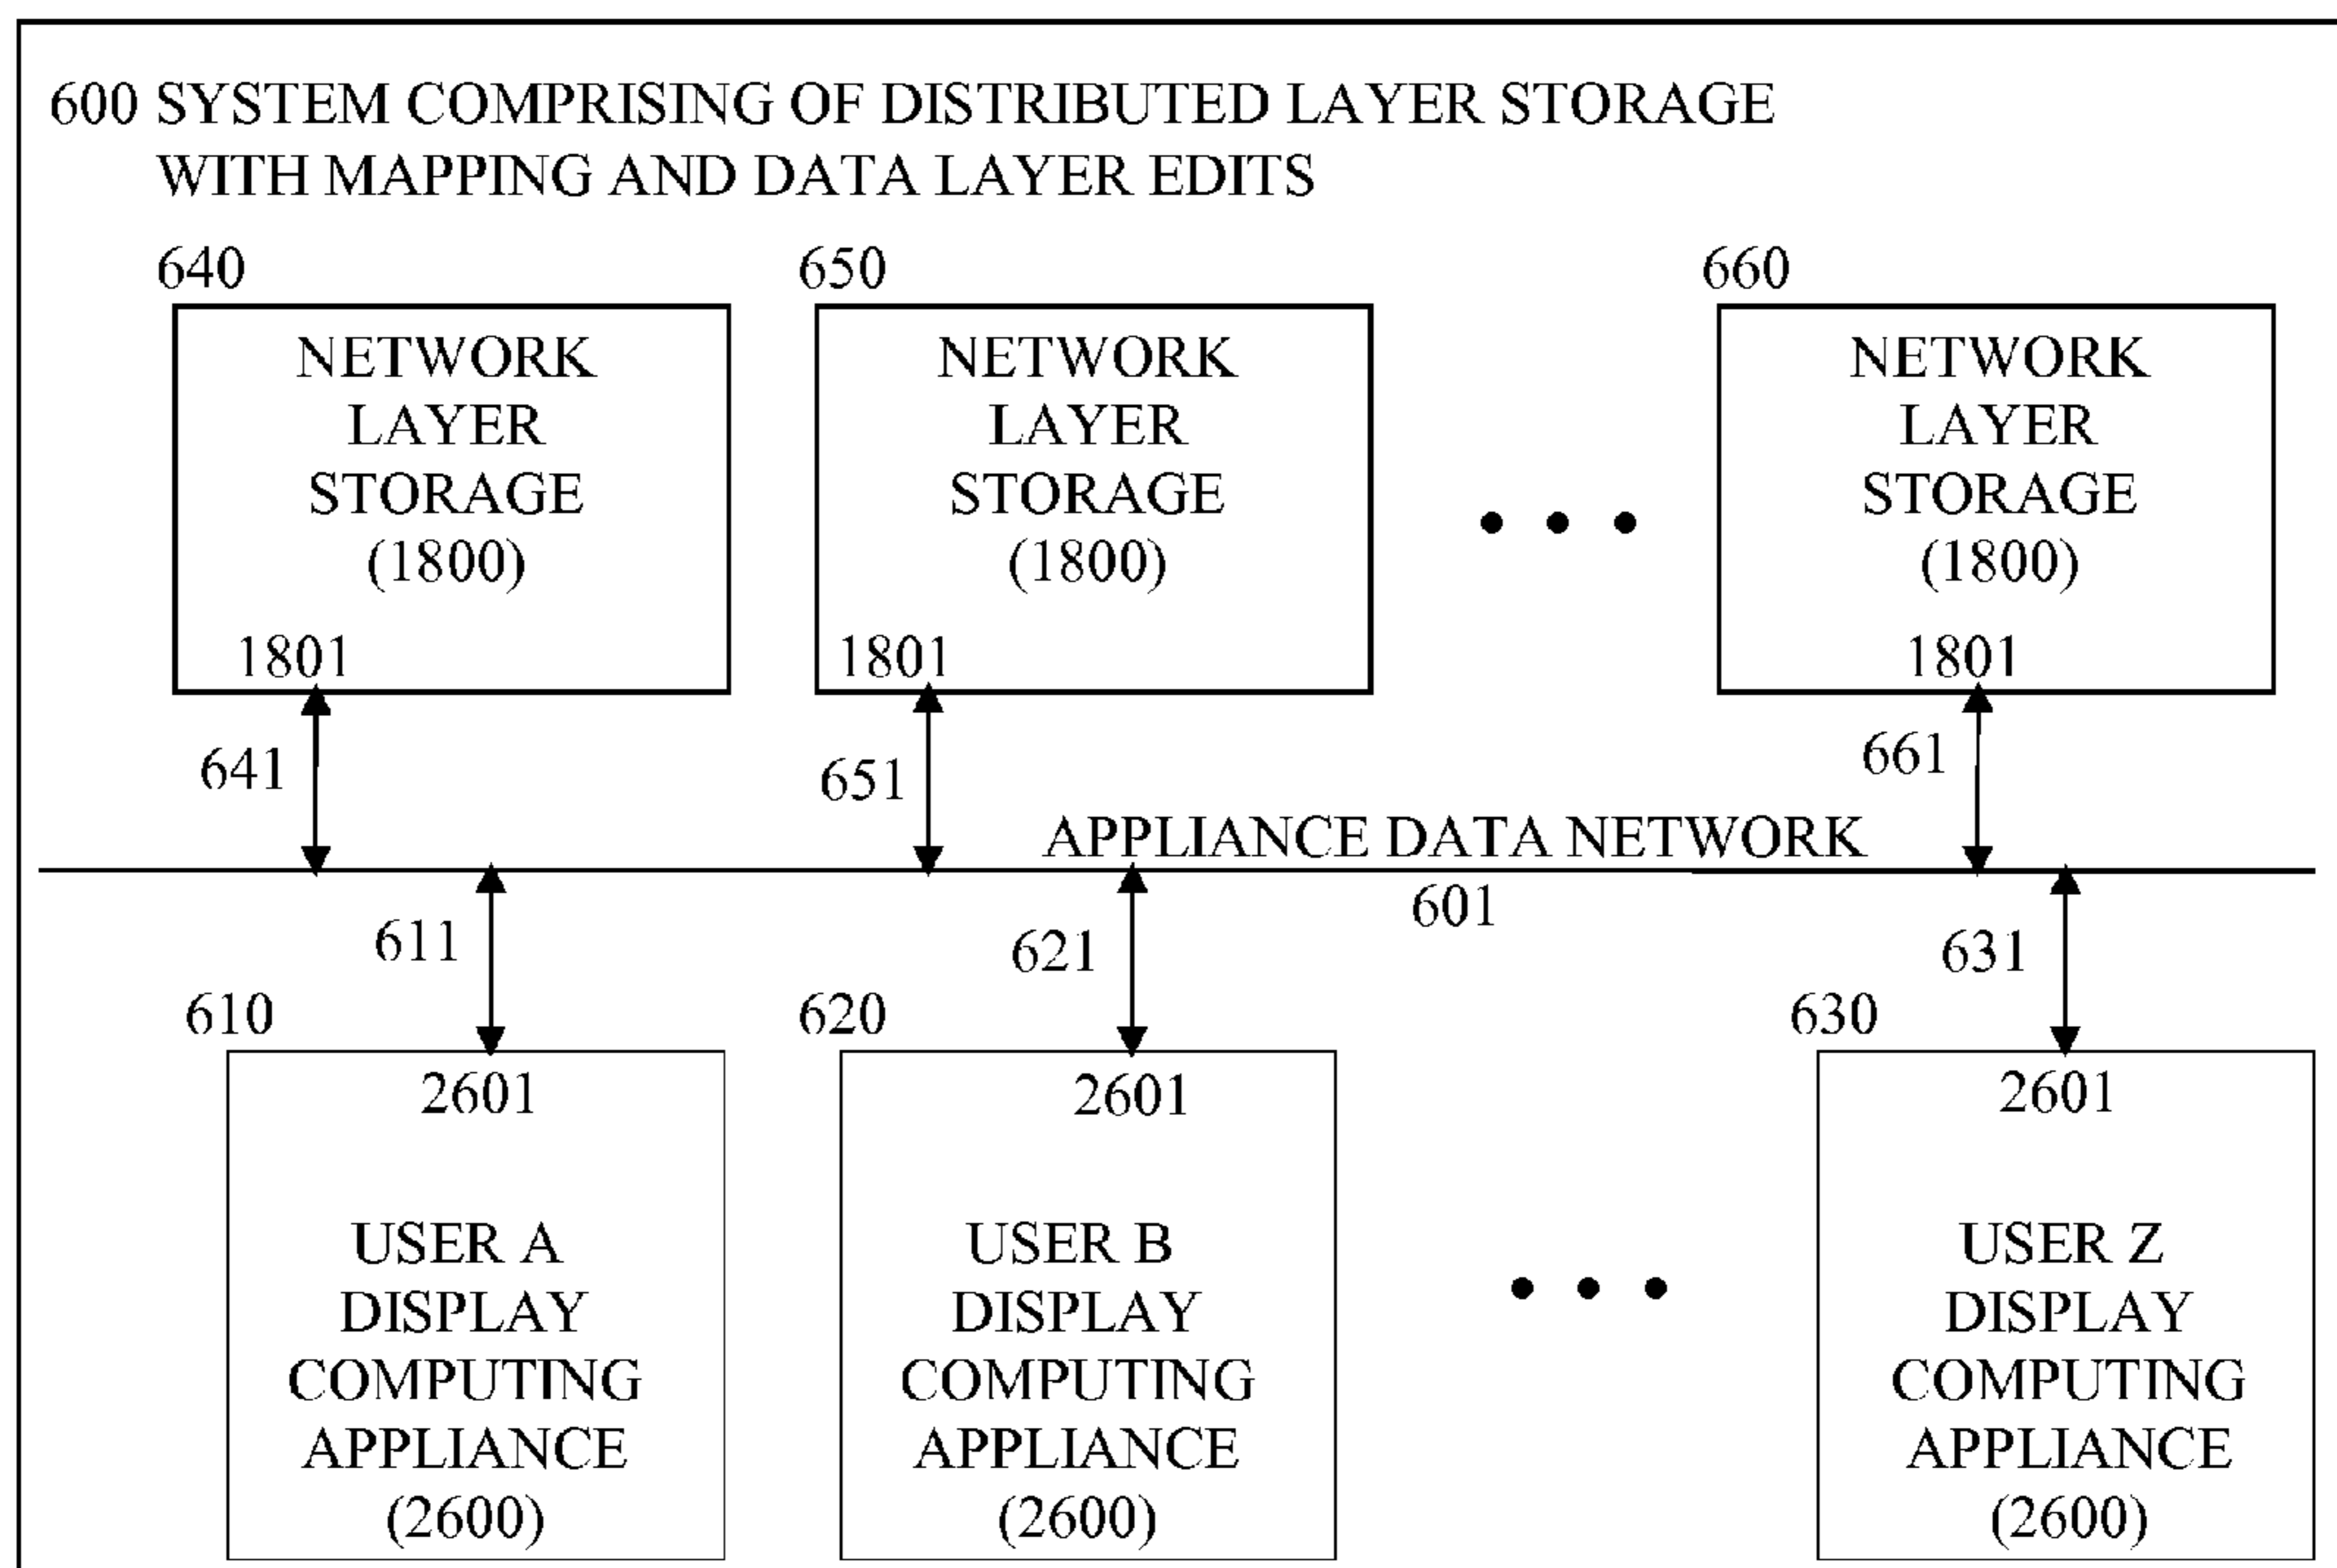 600 SYSTEM COMPRISING OF DISTRIBUTED LAYER STORAGE
WITH MAPPING AND DATA LAYER EDITS
640
650
660
NETWORK
LAYER
STORAGE
(1800)
1801
NETWORK
LAYER
STORAGE
(1800)
1801
NETWORK
LAYER
STORAGE
(1800)
1801
641
651
661
APPLIANCE DATA NETWORK
601
611
621
631
610
620
630
2601
USER A
DISPLAY
COMPUTING
APPLIANCE
(2600)
2601
USER B
DISPLAY
COMPUTING
APPLIANCE
(2600)
2601
USER Z
DISPLAY
COMPUTING
APPLIANCE
(2600)